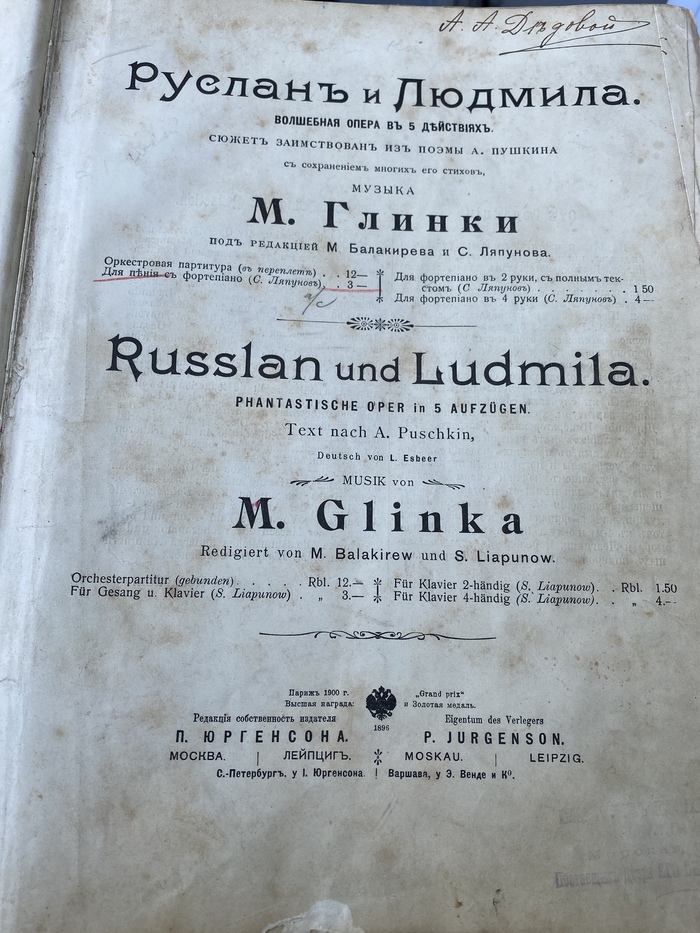 А. А. Дѣдовой
Русланъ и Людмила.
ВОЛШЕБНАЯ ОПЕРА ВЪ 5 ДѢЙСТВІЯХЪ.
СЮЖЕТЪ ЗАИМСТВОВАН ИЗЪ ПОЭМЫ А. ПУШКИНА
съ сохраненіемъ многихъ его стиховъ,
МУЗЫКА
М. Глинки
ПОДЪ РЕДАКЦІЕЙ М. Балакирева и С. Ляпунова.
Оркестровая партитура (въ переплетѣ) . . 12—
Для пѣнія съ фортепіано (С. Ляпуновъ). . 3 —
Для фортепіано въ 2 руки, съ полнымъ тек-
стомъ (С Ляпуновъ) . . . . . . . . . 1 50
Для фортепіано въ 4 руки (С. Ляпуновъ) . 4 —
Russlan und Ludmila.
PHANTASTISCHE OPER in 5 AUFZÜGEN.
Text nach A. Puschkin,
Deutsch von L. Esbeer
MUSIK von
M. Glinka
Redigiert von M. Balakirew und S. Liapunow.
Orchesterpartitur (gebunden) . . . . Rbl. 12.—
Für Gesang u. Klavier (S. Liapunow) . „ 3.—
Für Klavier 2-händig (S. Liapunow). . Rbl. 1.50
Für Klavier 4-händig (S. Liapunow). . „ 4.—
Парижъ 1900 г. „Grand prix"
Высшая награда: и Золотая медаль.
1896
Редакція собственность издателя
П. ЮРГЕНСОНА.
МОСКВА. | ЛЕЙПЦИГЪ.
Eigentum des Verlegers
P. JURGENSON.
MOSKAU. | LEIPZIG.
С.-Петербургъ, у І. Юргенсона | Варшава, у Э. Венде и Кº.